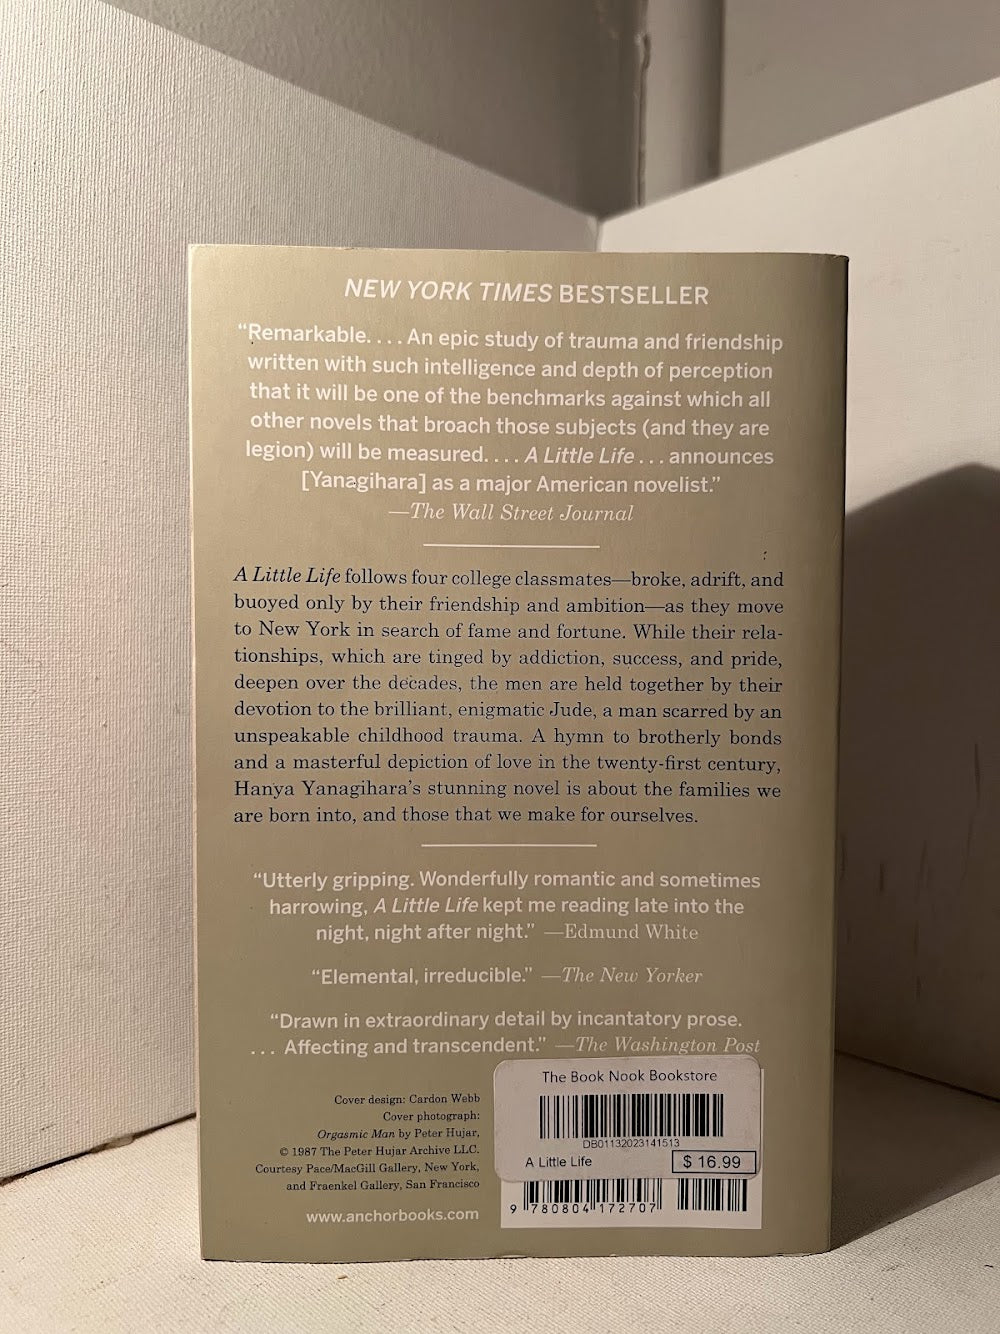 NEW YORK TIMES BESTSELLER
“Remarkable. . . . An epic study of trauma and friendship
written with such intelligence and depth of perception
that it will be one of the benchmarks against which all
other novels that broach those subjects (and they are
legion) will be measured. . . . A Little Life . . . announces
[Yanagihara] as a major American novelist.”
—The Wall Street Journal
A Little Life follows four college classmates—broke, adrift, and
buoyed only by their friendship and ambition—as they move
to New York in search of fame and fortune. While their rela-
tionships, which are tinged by addiction, success, and pride,
deepen over the decades, the men are held together by their
devotion to the brilliant, enigmatic Jude, a man scarred by an
unspeakable childhood trauma. A hymn to brotherly bonds
and a masterful depiction of love in the twenty-first century,
Hanya Yanagihara’s stunning novel is about the families we
are born into, and those that we make for ourselves.
“Utterly gripping. Wonderfully romantic and sometimes
harrowing, A Little Life kept me reading late into the
night, night after night.” —Edmund White
“Elemental, irreducible.” —The New Yorker
“Drawn in extraordinary detail by incantatory prose.
. . . Affecting and transcendent.” —The Washington Post
Cover design: Cardon Webb
Cover photograph:
Orgasmic Man by Peter Hujar,
© 1987 The Peter Hujar Archive LLC.
Courtesy Pace/MacGill Gallery, New York,
and Fraenkel Gallery, San Francisco
www.anchorbooks.com
The Book Nook Bookstore
DB01132023141513
A Little Life
$ 16.99
9 780804 172707